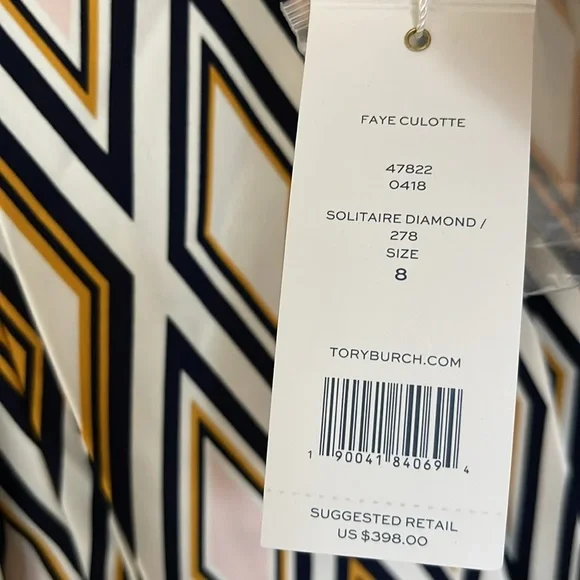 FAYE CULOTTE
47822
0418
SOLITAIRE DIAMOND /
278
SIZE
8
TORYBURCH.COM
1 90041 84069 4
SUGGESTED RETAIL
US $398.00